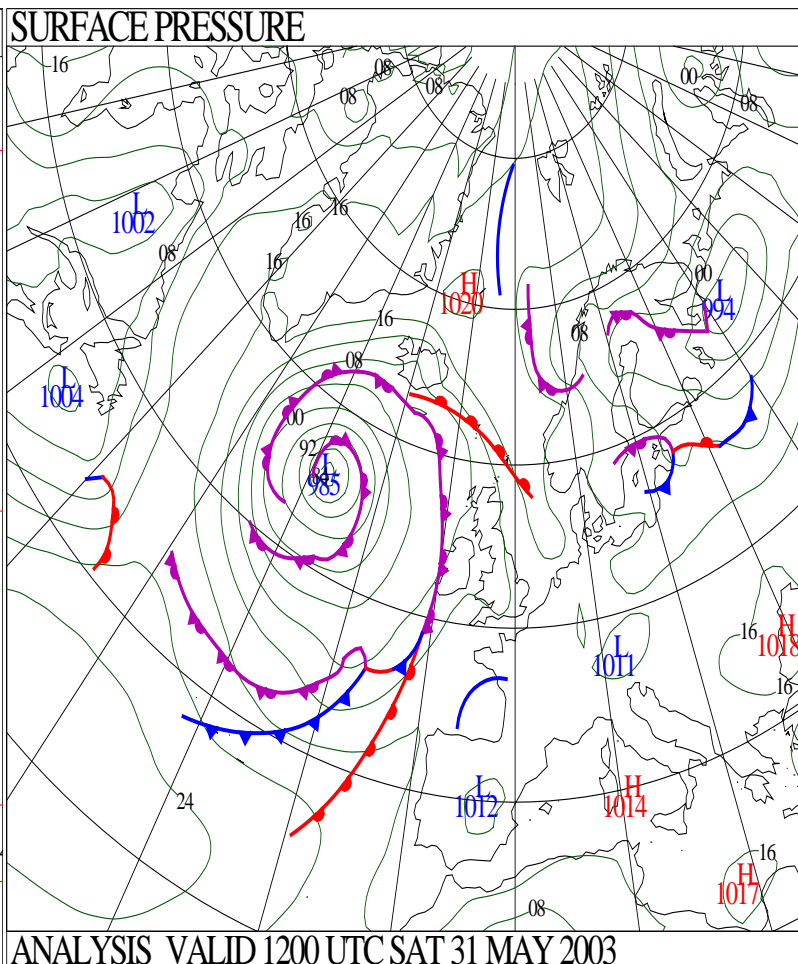 SURFACE PRESSURE
16
08
08
08
00
08
L
1002
16
16
08
16
H
1020
00
L
994
16
08
08
L
1004
00
92
L
985
16
H
1018
L
1011
16
24
L
1012
H
1014
16
H
1017
08
ANALYSIS VALID 1200 UTC SAT 31 MAY 2003